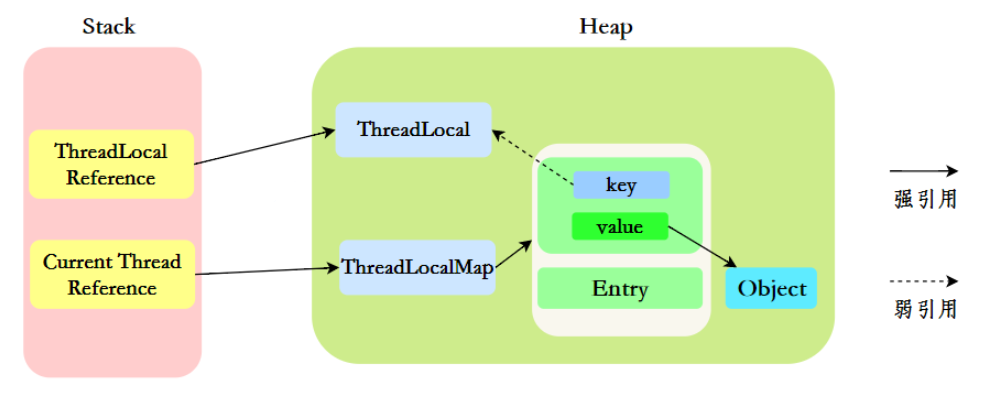 Stack
Heap
ThreadLocal
Reference
ThreadLocal
key
value
强引用
Current Thread
Reference
ThreadLocalMap
Entry
Object
弱引用